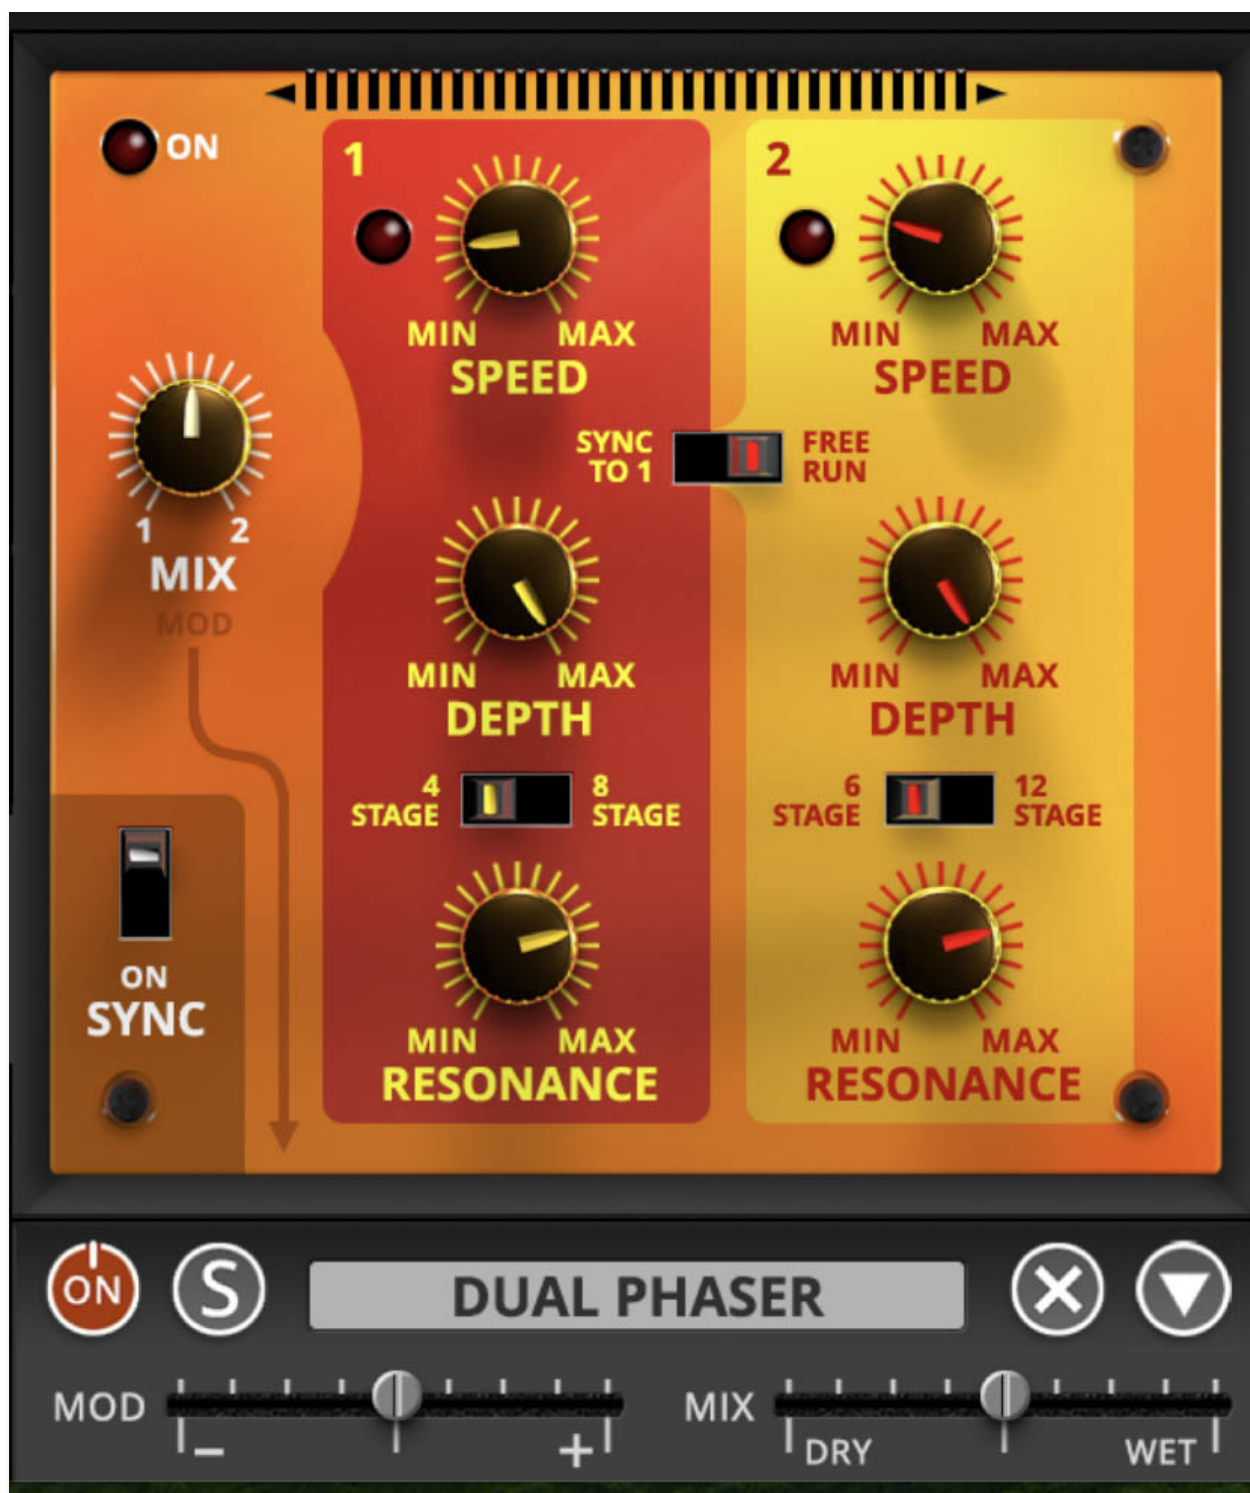 ON
1
2
MIN MAX
SPEED
MIN MAX
SPEED
SYNC
TO 1
FREE
RUN
1 2
MIX
MOD
MIN MAX
DEPTH
MIN MAX
DEPTH
4
STAGE
8
STAGE
6
STAGE
12
STAGE
ON
SYNC
MIN MAX
RESONANCE
MIN MAX
RESONANCE
ON
S
DUAL PHASER
MOD
− +
MIX
DRY WET